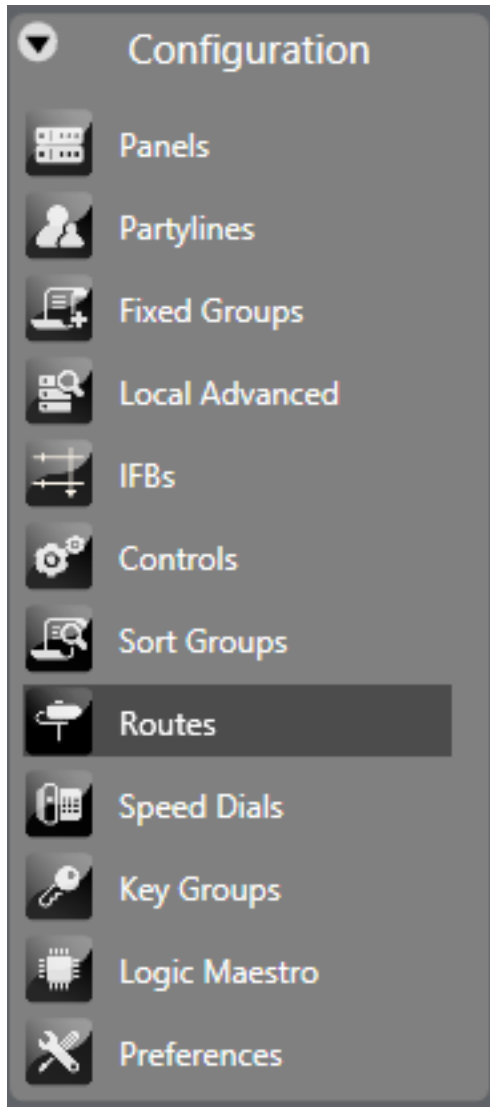 Configuration
Panels
Partylines
Fixed Groups
Local Advanced
IFBs
Controls
Sort Groups
Routes
Speed Dials
Key Groups
Logic Maestro
Preferences